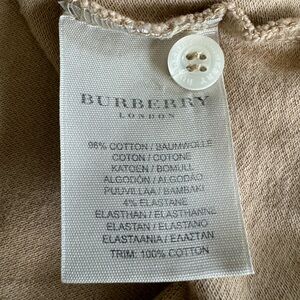 BURBERRY
LONDON
96% COTTON / BAUMWOLLE
COTON / COTONE
KATOEN / BOMULL
ALGODÓN / ALGODÃO
PUUVILLAA / BAMBAKI
4% ELASTANE
ELASTHAN / ELASTHANNE
ELASTAN / ELASTANO
ELASTAANIA / ΕΛΑΣΤΑΝ
TRIM: 100% COTTON